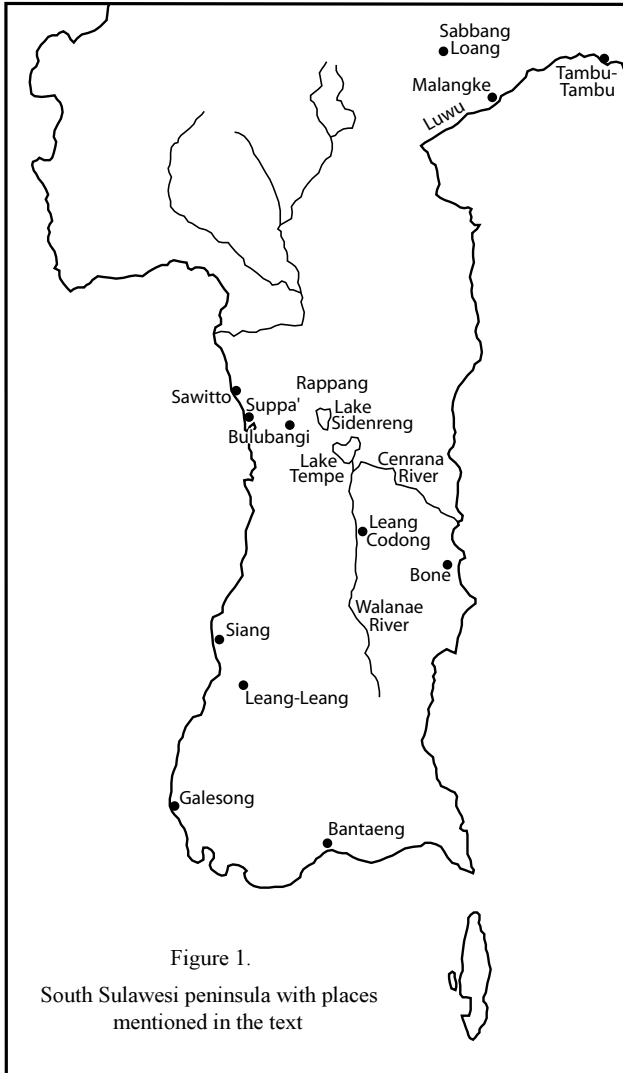 Sabbang
Loang
Tambu-
Tambu
Malangke
Luwu
Rappang
Sawitto
Suppa'
Lake
Sidenreng
Bulubangi
Lake
Tempe
Cenrana
River
Leang
Codong
Bone
Walanae
River
Siang
Leang-Leang
Galesong
Bantaeng
Figure 1.
South Sulawesi peninsula with places
mentioned in the text